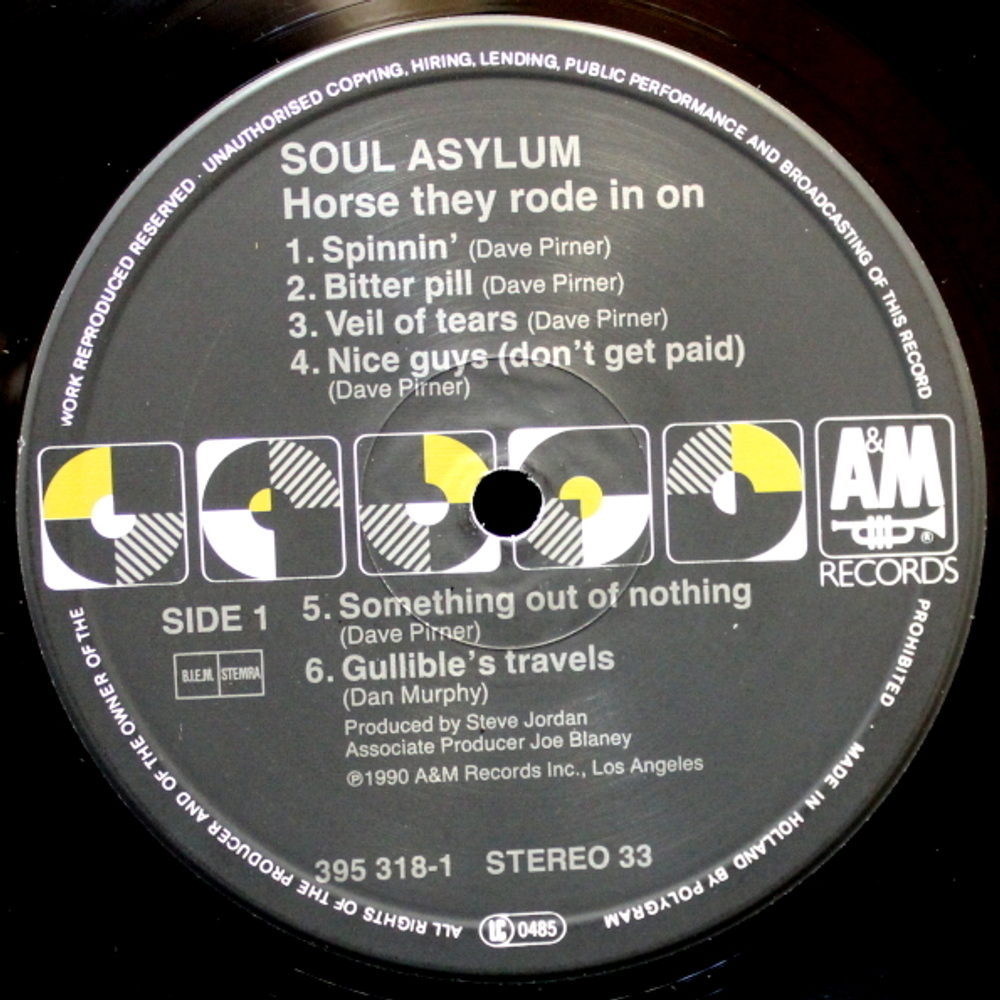 SOUL ASYLUM
Horse they rode in on
1. Spinnin' (Dave Pirner)
2. Bitter pill (Dave Pirner)
3. Veil of tears (Dave Pirner)
4. Nice guys (don't get paid)
(Dave Pirner)
A&M
®
RECORDS
SIDE 1
B.I.E.M. STEMRA
5. Something out of nothing
(Dave Pirner)
6. Gullible's travels
(Dan Murphy)
Produced by Steve Jordan
Associate Producer Joe Blaney
℗1990 A&M Records Inc., Los Angeles
395 318-1 STEREO 33
LC 0485
ALL RIGHTS OF THE PRODUCER AND OF THE OWNER OF THE WORK REPRODUCED RESERVED · UNAUTHORISED COPYING, HIRING, LENDING, PUBLIC PERFORMANCE AND BROADCASTING OF THIS RECORD PROHIBITED · MADE IN HOLLAND BY POLYGRAM